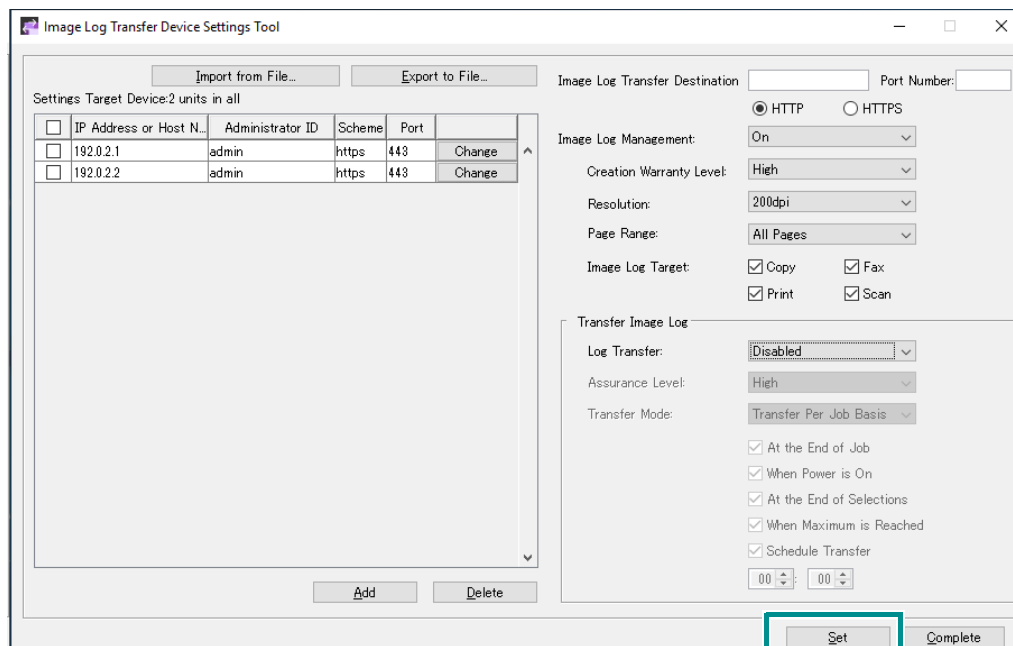 Image Log Transfer Device Settings Tool
Import from File... Export to File...
Settings Target Device:2 units in all
IP Address or Host N... Administrator ID Scheme Port
192.0.2.1 admin https 443 Change
192.0.2.2 admin https 443 Change
Add Delete
Image Log Transfer Destination Port Number:
HTTP HTTPS
Image Log Management: On
Creation Warranty Level: High
Resolution: 200dpi
Page Range: All Pages
Image Log Target: Copy Fax
Print Scan
Transfer Image Log
Log Transfer: Disabled
Assurance Level: High
Transfer Mode: Transfer Per Job Basis
At the End of Job
When Power is On
At the End of Selections
When Maximum is Reached
Schedule Transfer
00 : 00
Set Complete